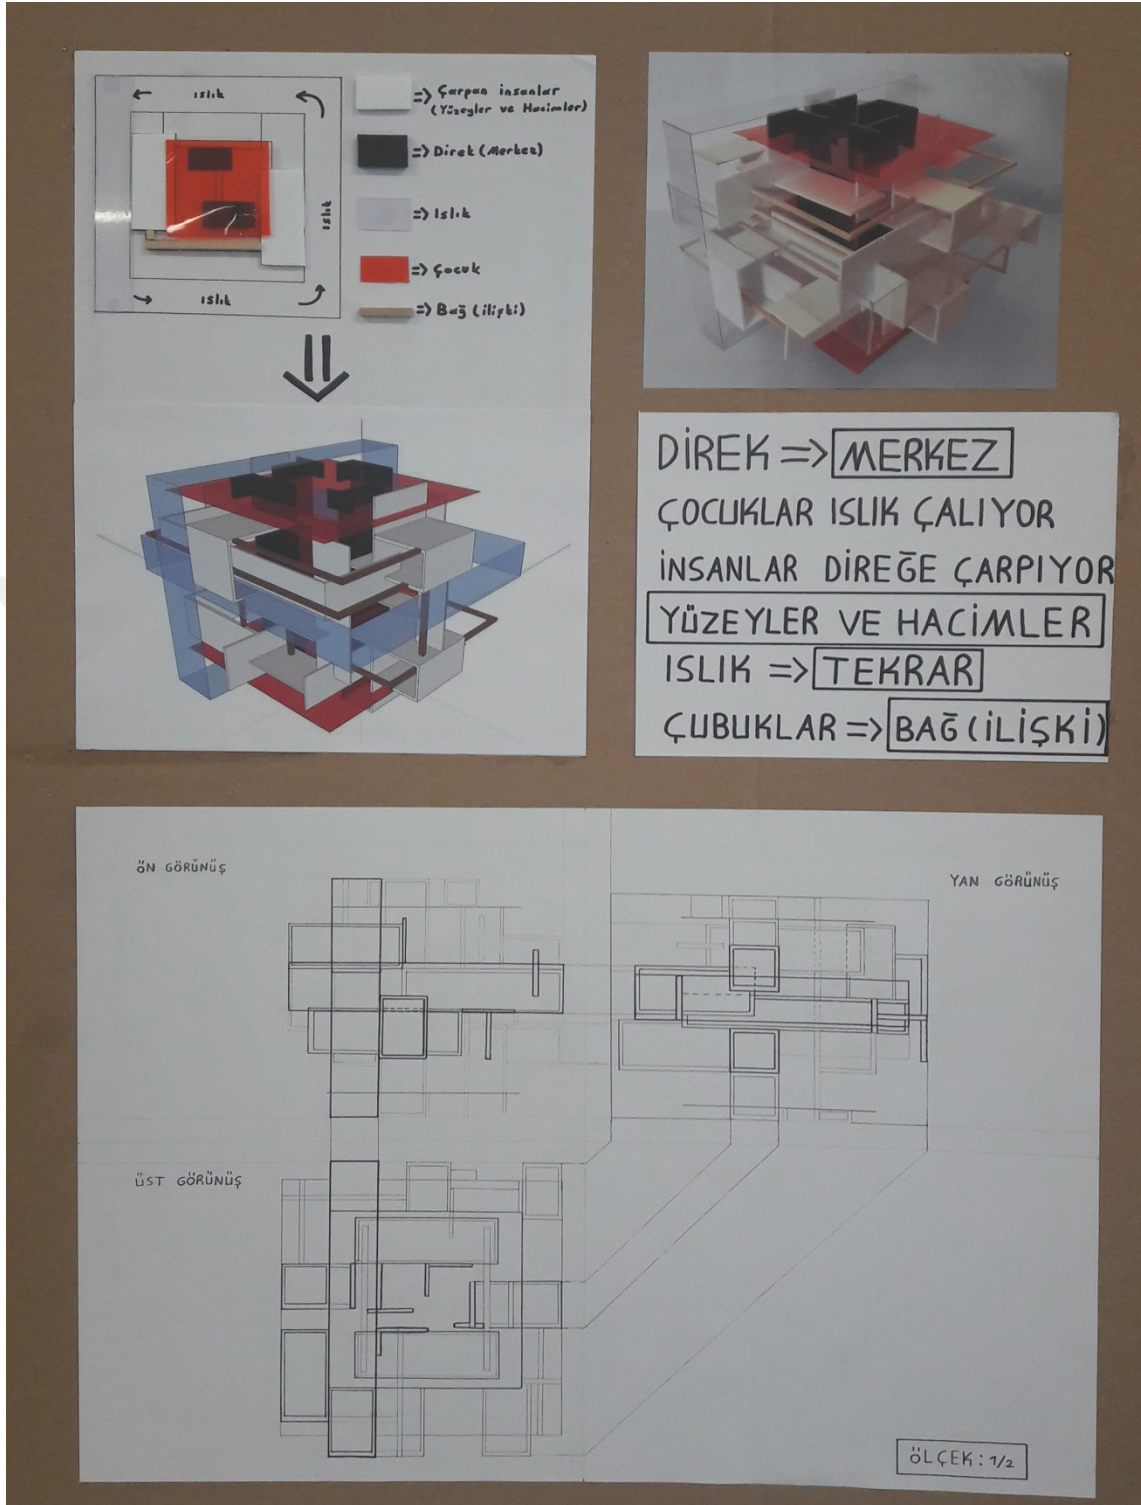 ıslık
ıslık
ıslık
=> Çarpan insanlar
(Yüzeyler ve Hacimler)
=> Direk (Merkez)
=> Islık
=> Çocuk
=> Bağ (ilişki)
DİREK => MERKEZ
ÇOCUKLAR ISLIK ÇALIYOR
İNSANLAR DİREĞE ÇARPIYOR
YÜZEYLER VE HACİMLER
ISLIK => TEKRAR
ÇUBUKLAR => BAĞ (İLİŞKİ)
ÖN GÖRÜNÜŞ
YAN GÖRÜNÜŞ
ÜST GÖRÜNÜŞ
ÖLÇEK: 1/2